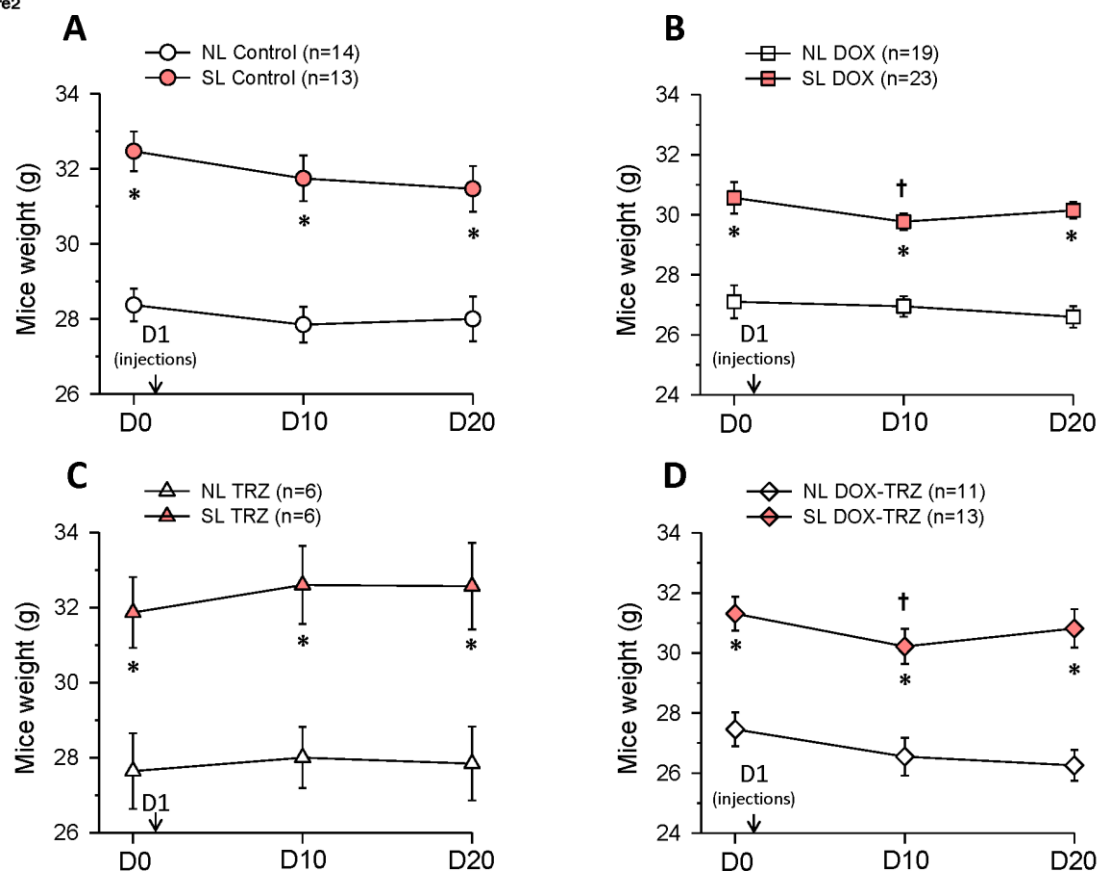 A
NL Control (n=14)
SL Control (n=13)
Mice weight (g)
34
32
30
28
26
*
*
*
D1
(injections)
D0
D10
D20
B
NL DOX (n=19)
SL DOX (n=23)
Mice weight (g)
34
32
30
28
26
24
†
*
*
*
D1
(injections)
D0
D10
D20
C
NL TRZ (n=6)
SL TRZ (n=6)
Mice weight (g)
34
32
30
28
26
*
*
*
D1
D0
D10
D20
D
NL DOX-TRZ (n=11)
SL DOX-TRZ (n=13)
Mice weight (g)
34
32
30
28
26
24
†
*
*
*
D1
(injections)
D0
D10
D20